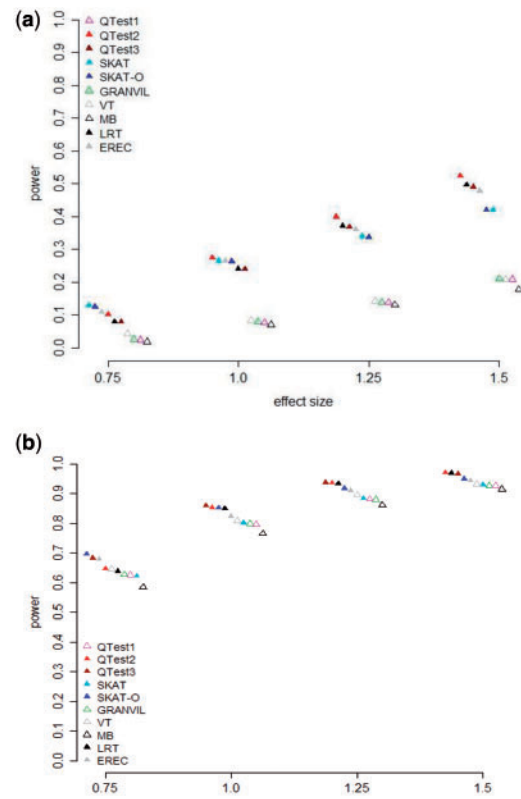 (a)
QTest1
QTest2
QTest3
SKAT
SKAT-O
GRANVIL
VT
MB
LRT
EREC
power
0.0 0.1 0.2 0.3 0.4 0.5 0.6 0.7 0.8 0.9 1.0
0.75 1.0 1.25 1.5
effect size
(b)
power
0.0 0.1 0.2 0.3 0.4 0.5 0.6 0.7 0.8 0.9 1.0
QTest1
QTest2
QTest3
SKAT
SKAT-O
GRANVIL
VT
MB
LRT
EREC
0.75 1.0 1.25 1.5